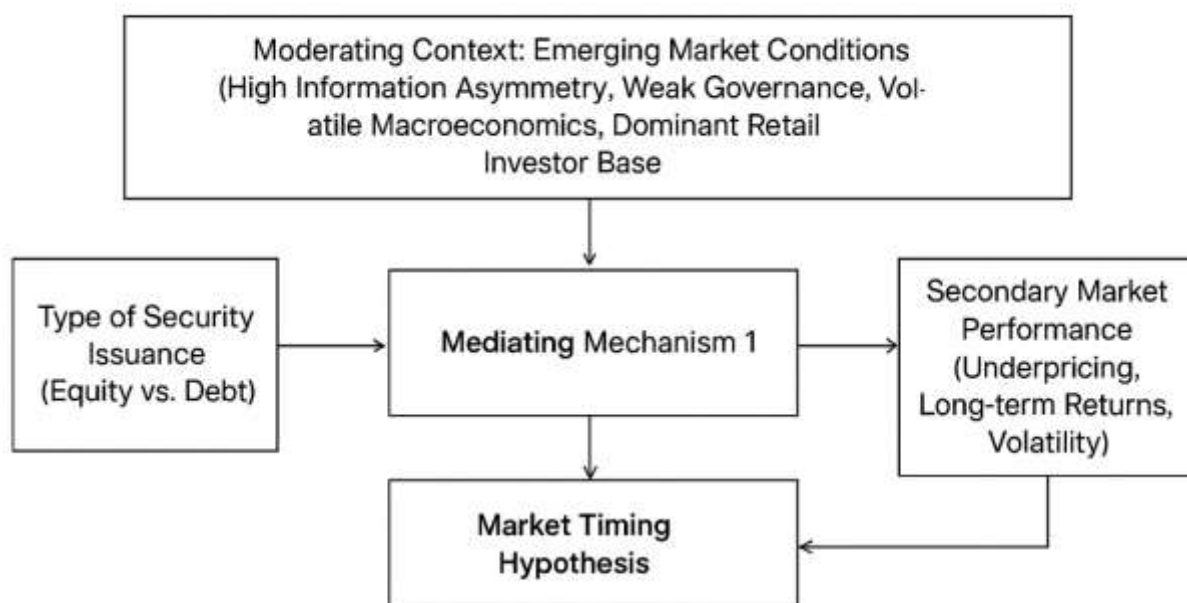 Moderating Context: Emerging Market Conditions
(High Information Asymmetry, Weak Governance, Vol-
atile Macroeconomics, Dominant Retail
Investor Base
Type of Security
Issuance
(Equity vs. Debt)
Mediating Mechanism 1
Secondary Market
Performance
(Underpricing,
Long-term Returns,
Volatility)
Market Timing
Hypothesis